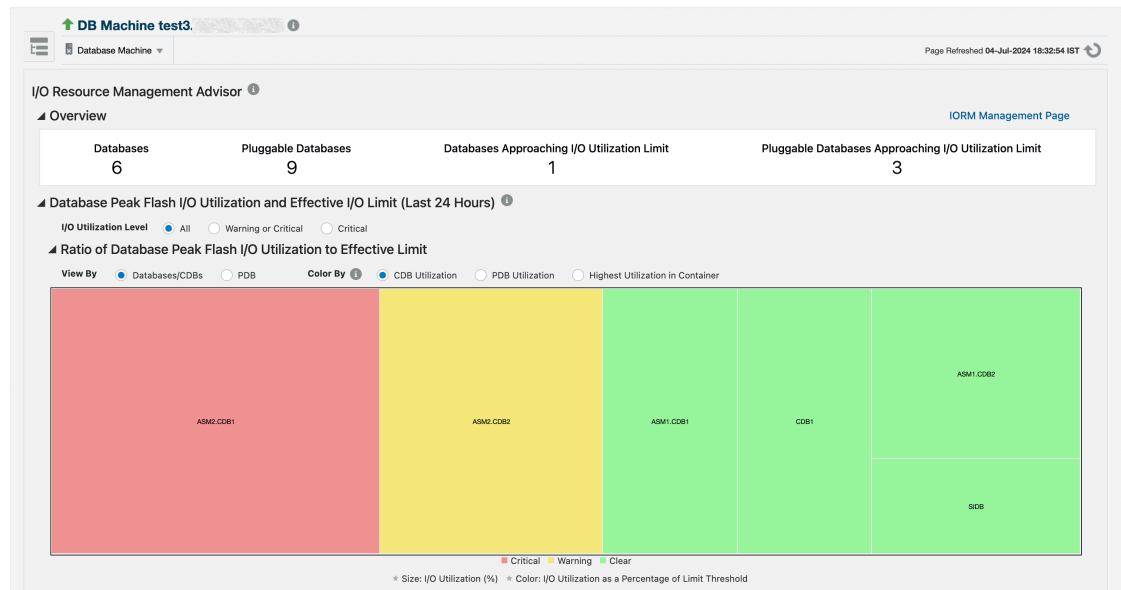 DB Machine test3.
Database Machine
Page Refreshed 04-Jul-2024 18:32:54 IST
I/O Resource Management Advisor
Overview
IORM Management Page
Databases Pluggable Databases Databases Approaching I/O Utilization Limit Pluggable Databases Approaching I/O Utilization Limit
6 9 1 3
Database Peak Flash I/O Utilization and Effective I/O Limit (Last 24 Hours)
I/O Utilization Level All Warning or Critical Critical
Ratio of Database Peak Flash I/O Utilization to Effective Limit
View By Databases/CDBs PDB Color By CDB Utilization PDB Utilization Highest Utilization in Container
ASM1.CDB2
ASM2.CDB1 ASM2.CDB2 ASM1.CDB1 CDB1
SIDB
Critical Warning Clear
* Size: I/O Utilization (%) * Color: I/O Utilization as a Percentage of Limit Threshold